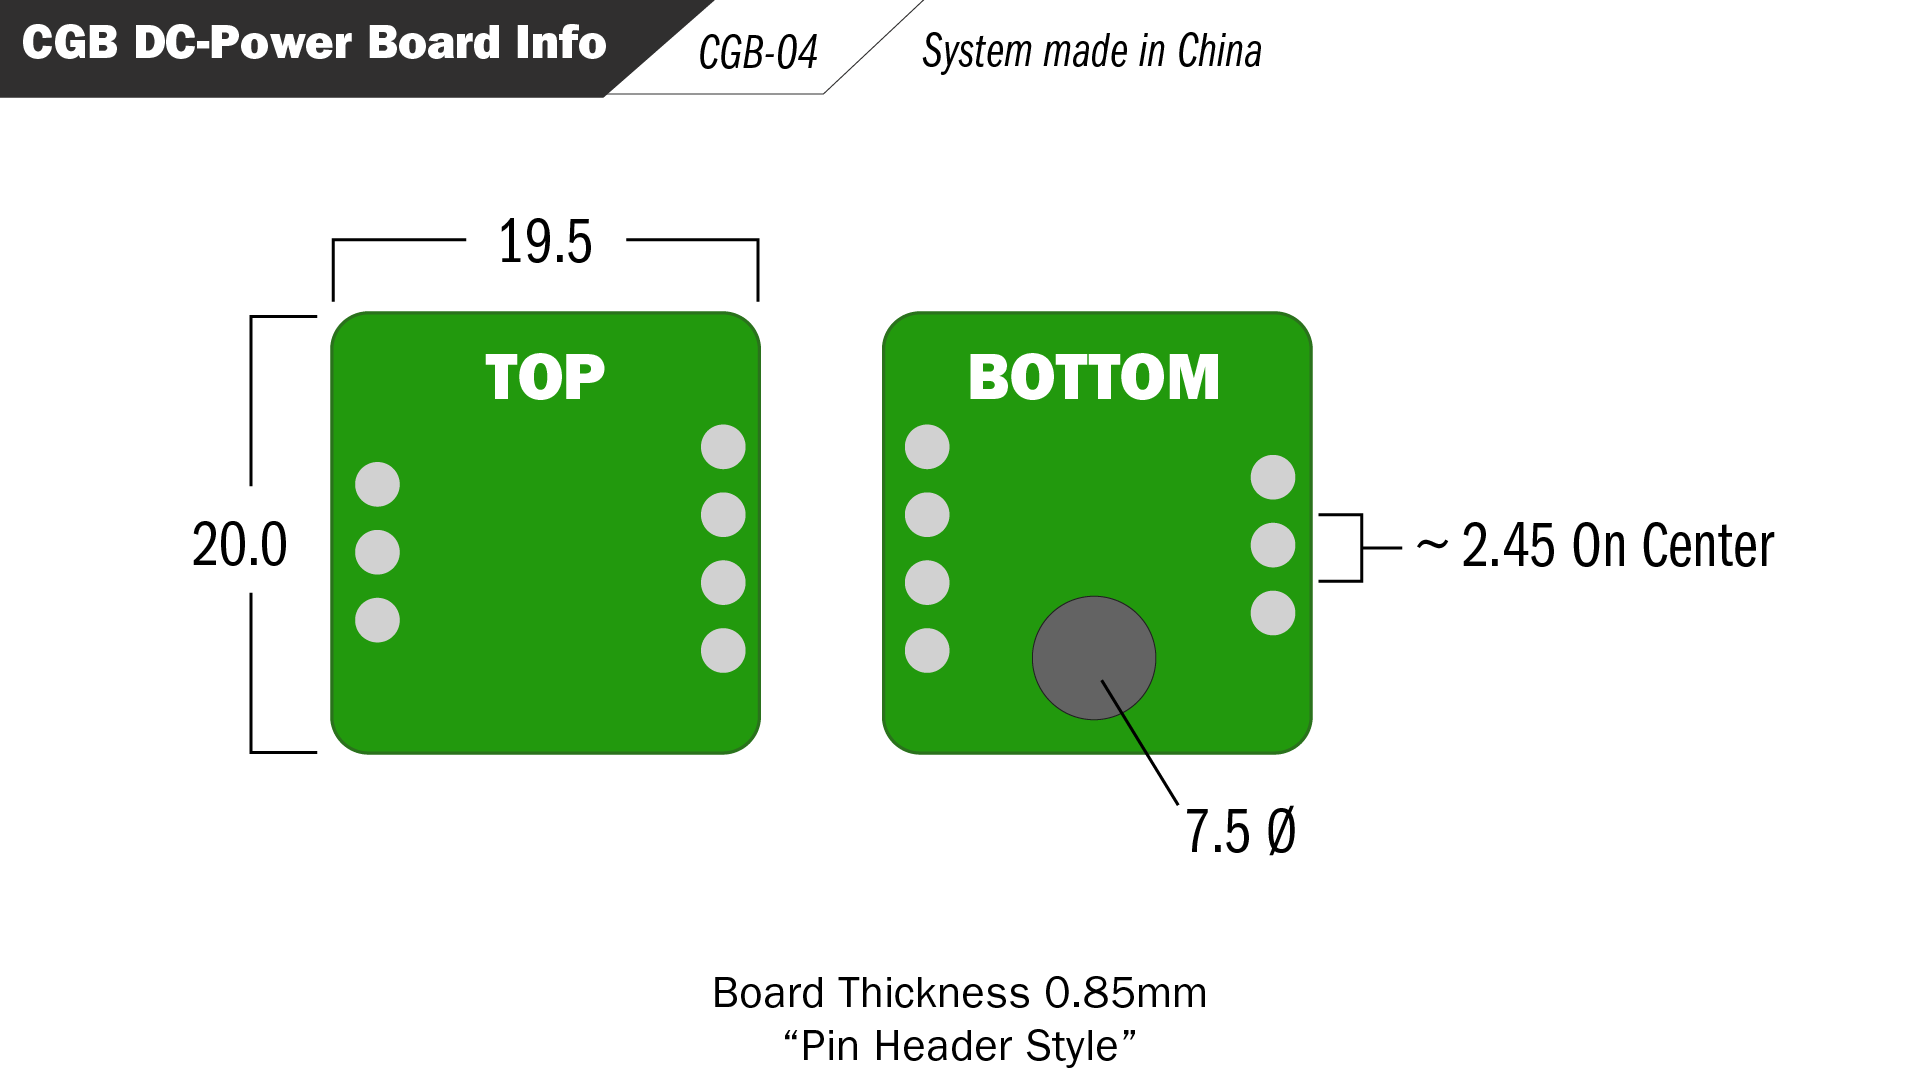 CGB DC-Power Board Info
CGB-04
System made in China
19.5
TOP
BOTTOM
20.0
~ 2.45 On Center
7.5 Ø
Board Thickness 0.85mm
“Pin Header Style”